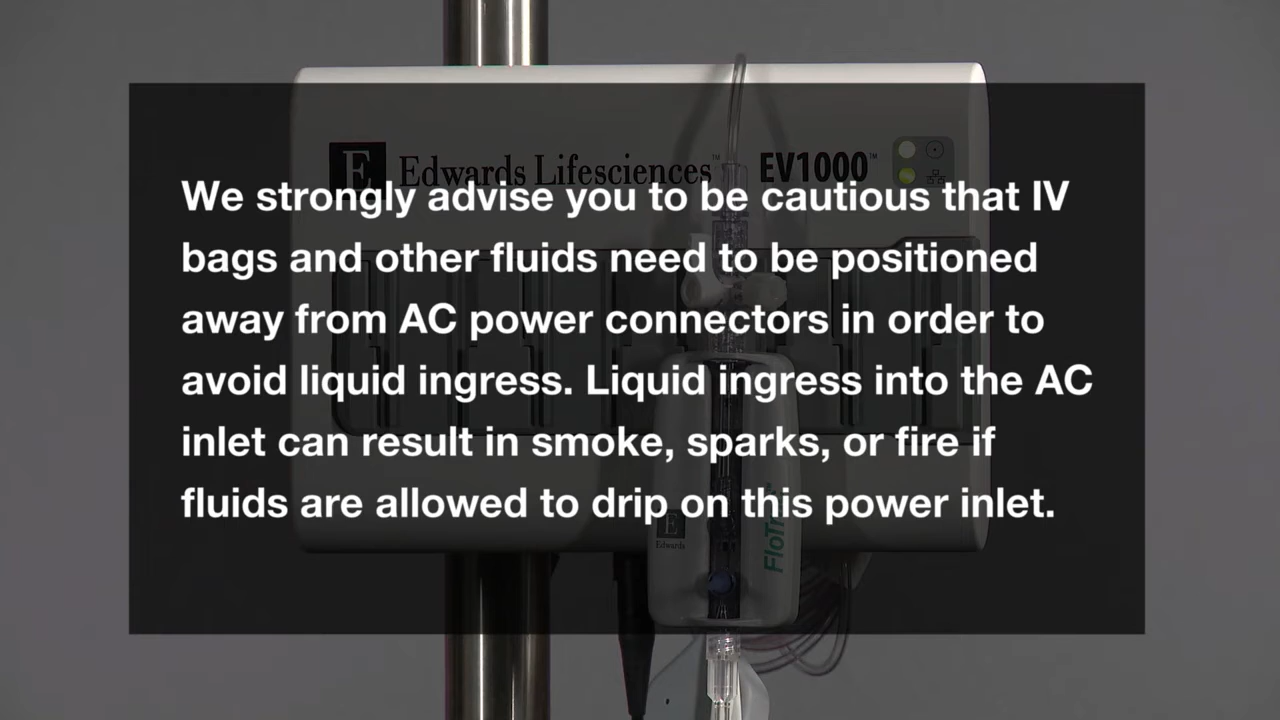 E Edwards Lifesciences™ EV1000™
We strongly advise you to be cautious that IV
bags and other fluids need to be positioned
away from AC power connectors in order to
avoid liquid ingress. Liquid ingress into the AC
inlet can result in smoke, sparks, or fire if
fluids are allowed to drip on this power inlet.
E
Edwards